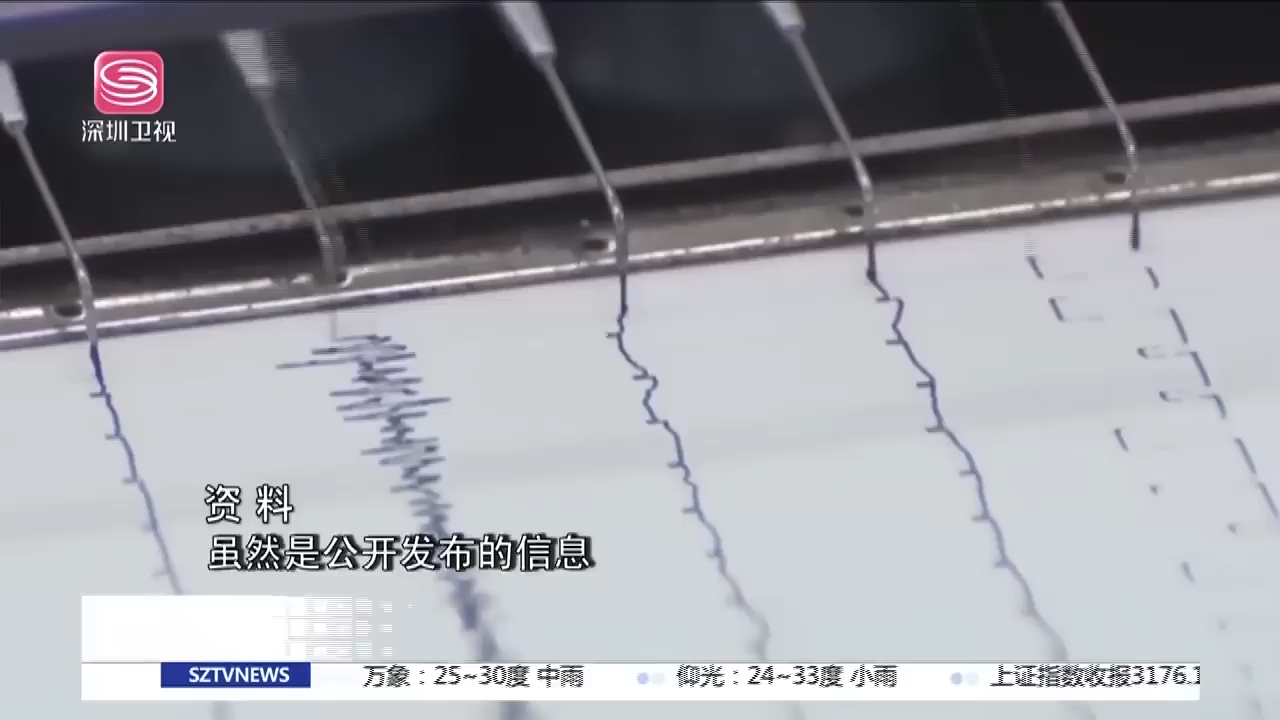 深圳卫视
资 料
虽然是公开发布的信息
SZTVNEWS 万象：25~30度 中雨 仰光：24~33度 小雨 上证指数收报3176.1